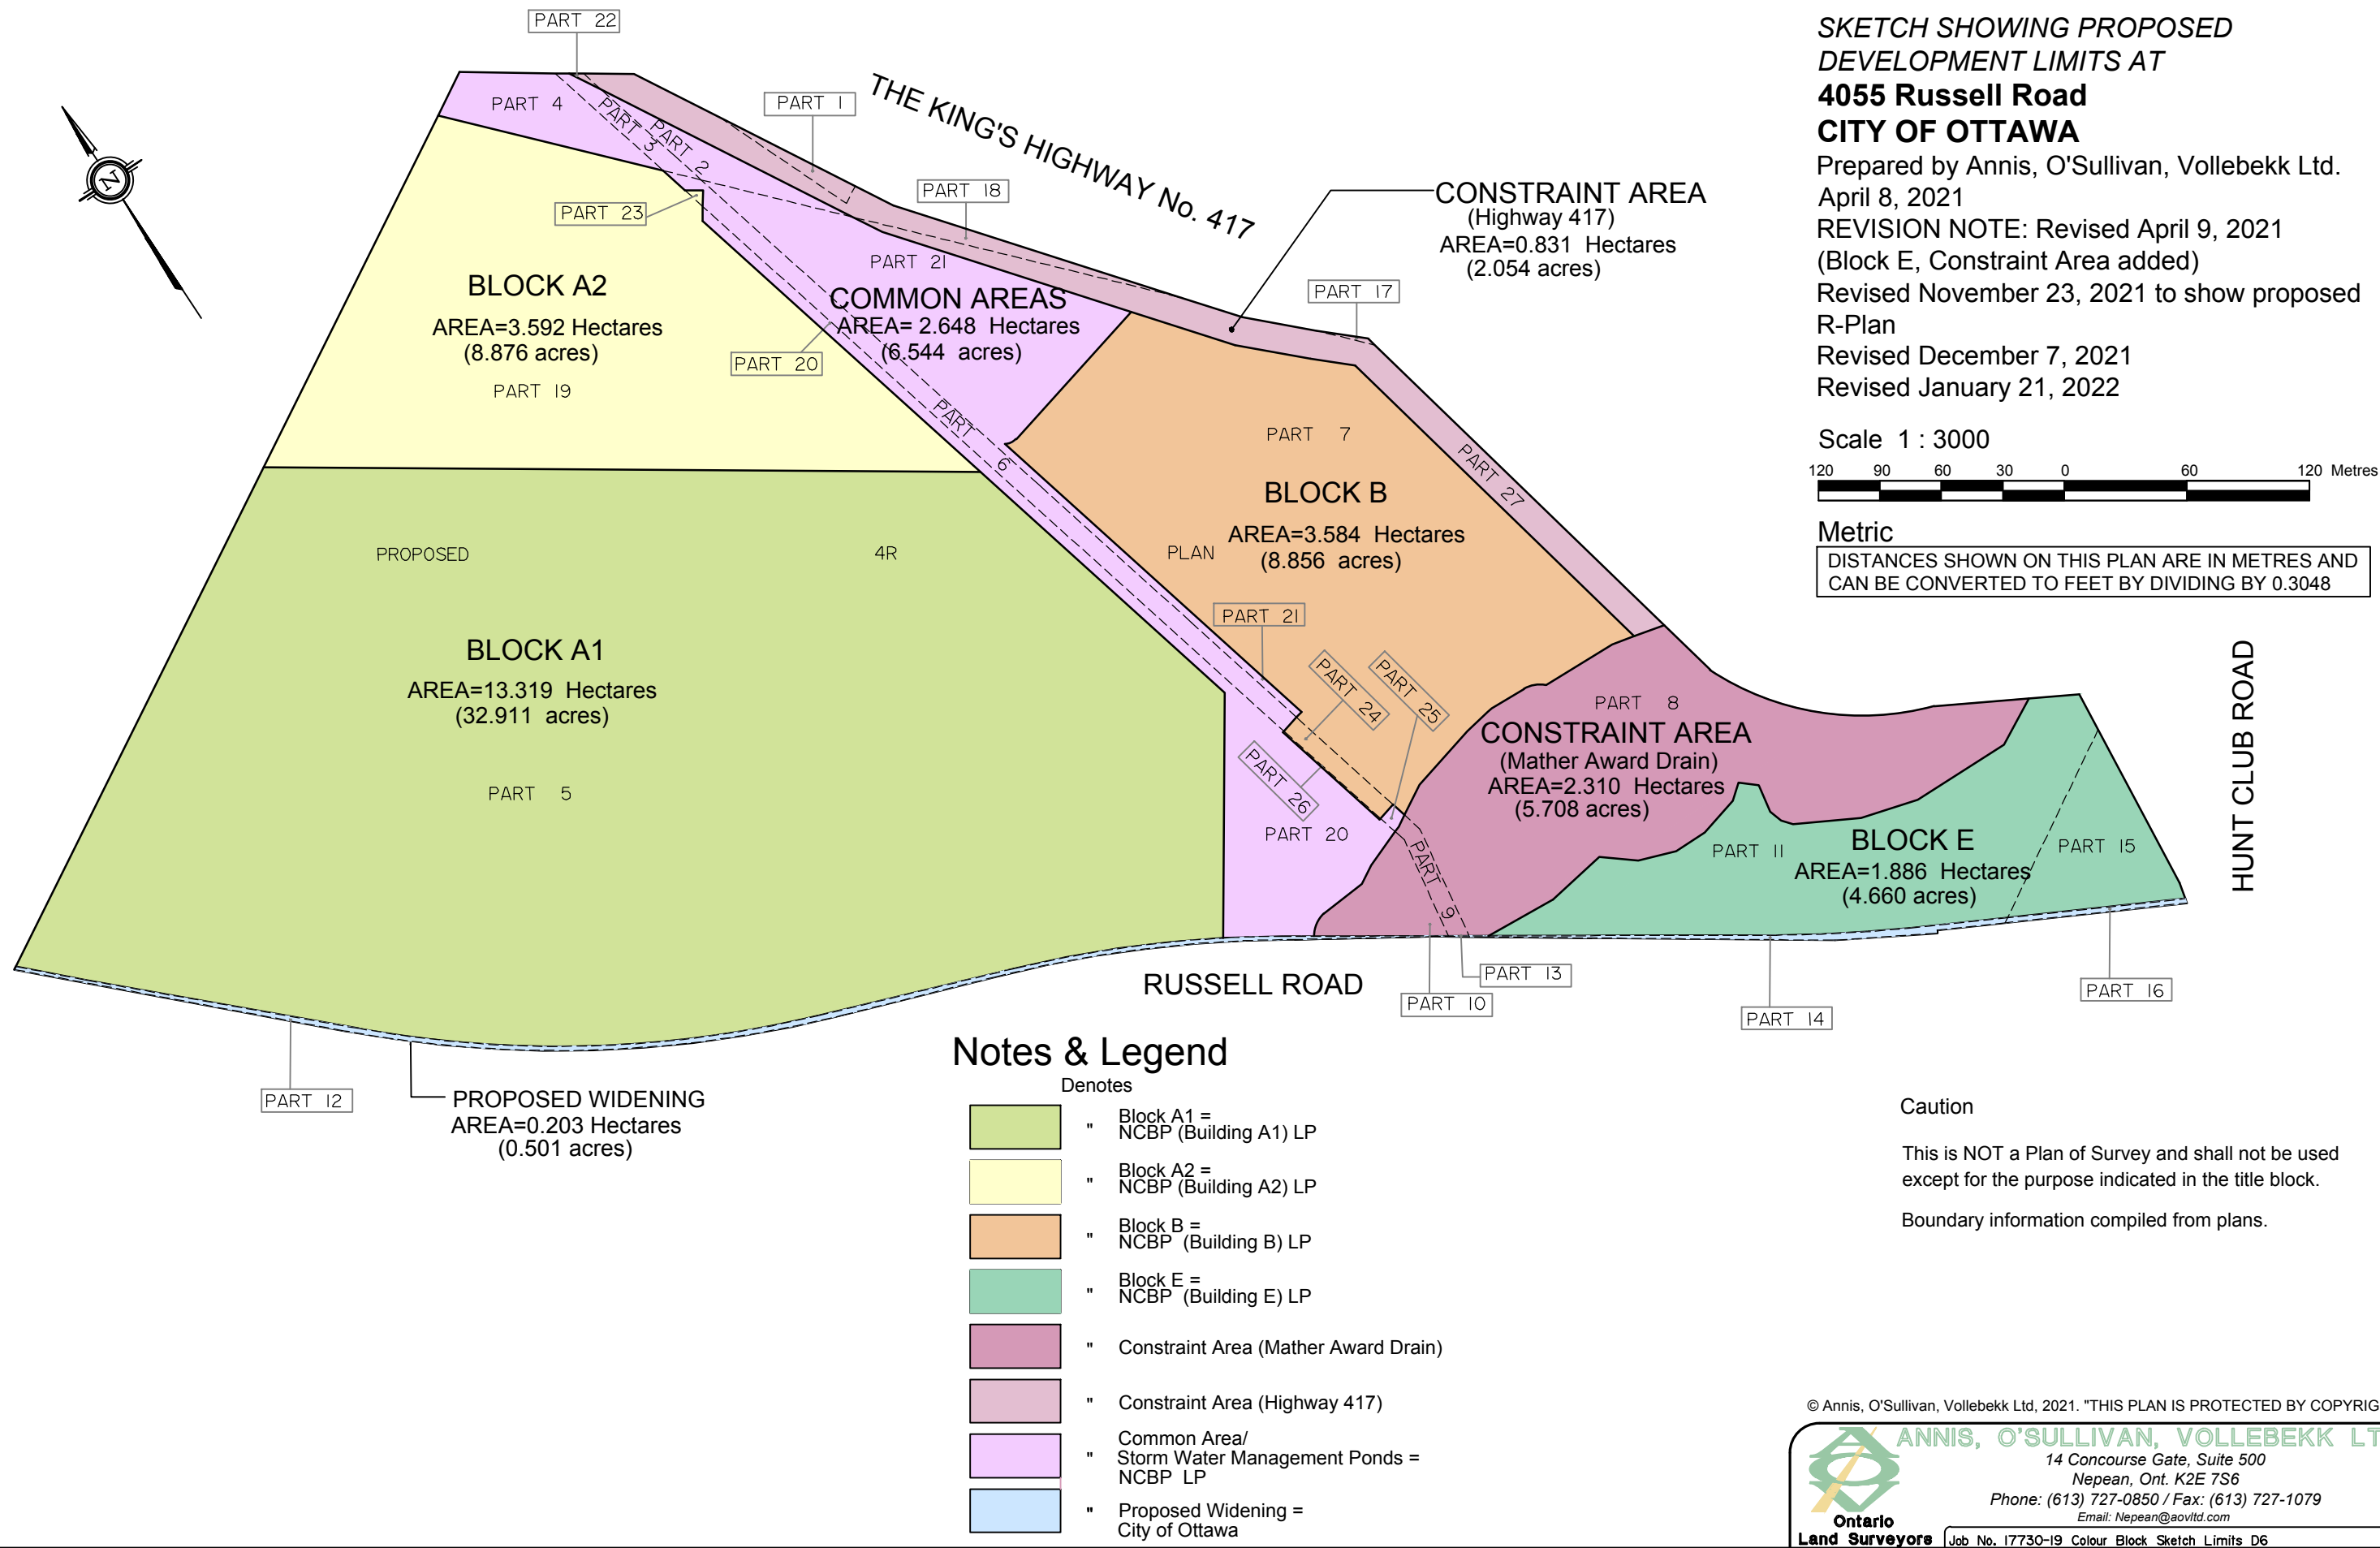 PART 22
SKETCH SHOWING PROPOSED
DEVELOPMENT LIMITS AT
4055 Russell Road
CITY OF OTTAWA
Prepared by Annis, O'Sullivan, Vollebekk Ltd.
April 8, 2021
REVISION NOTE: Revised April 9, 2021
(Block E, Constraint Area added)
Revised November 23, 2021 to show proposed
R-Plan
Revised December 7, 2021
Revised January 21, 2022
Scale 1 : 3000
120 90 60 30 0 60 120 Metres
Metric
DISTANCES SHOWN ON THIS PLAN ARE IN METRES AND
CAN BE CONVERTED TO FEET BY DIVIDING BY 0.3048
N
PART 4
PART 3
PART 2
PART 1
THE KING'S HIGHWAY No. 417
PART 18
PART 23
CONSTRAINT AREA
(Highway 417)
AREA=0.831 Hectares
(2.054 acres)
PART 17
BLOCK A2
AREA=3.592 Hectares
(8.876 acres)
PART 19
PART 21
COMMON AREAS
AREA= 2.648 Hectares
(6.544 acres)
PART 20
PART 6
PART 7
PART 27
BLOCK B
AREA=3.584 Hectares
(8.856 acres)
PROPOSED
4R
PLAN
PART 21
PART 24
PART 25
PART 26
PART 20
BLOCK A1
AREA=13.319 Hectares
(32.911 acres)
PART 5
PART 8
CONSTRAINT AREA
(Mather Award Drain)
AREA=2.310 Hectares
(5.708 acres)
PART 9
PART 11
BLOCK E
AREA=1.886 Hectares
(4.660 acres)
PART 15
HUNT CLUB ROAD
RUSSELL ROAD
PART 13
PART 10
PART 14
PART 16
PART 12
PROPOSED WIDENING
AREA=0.203 Hectares
(0.501 acres)
Notes & Legend
Denotes
" Block A1 =
NCBP (Building A1) LP
" Block A2 =
NCBP (Building A2) LP
" Block B =
NCBP (Building B) LP
" Block E =
NCBP (Building E) LP
" Constraint Area (Mather Award Drain)
" Constraint Area (Highway 417)
Common Area/
" Storm Water Management Ponds =
NCBP LP
" Proposed Widening =
City of Ottawa
Caution
This is NOT a Plan of Survey and shall not be used
except for the purpose indicated in the title block.
Boundary information compiled from plans.
© Annis, O'Sullivan, Vollebekk Ltd, 2021. "THIS PLAN IS PROTECTED BY COPYRIG
ANNIS, O'SULLIVAN, VOLLEBEKK LT
14 Concourse Gate, Suite 500
Nepean, Ont. K2E 7S6
Phone: (613) 727-0850 / Fax: (613) 727-1079
Email: Nepean@aovltd.com
Ontario
Land Surveyors
Job No. 17730-19 Colour Block Sketch Limits D6